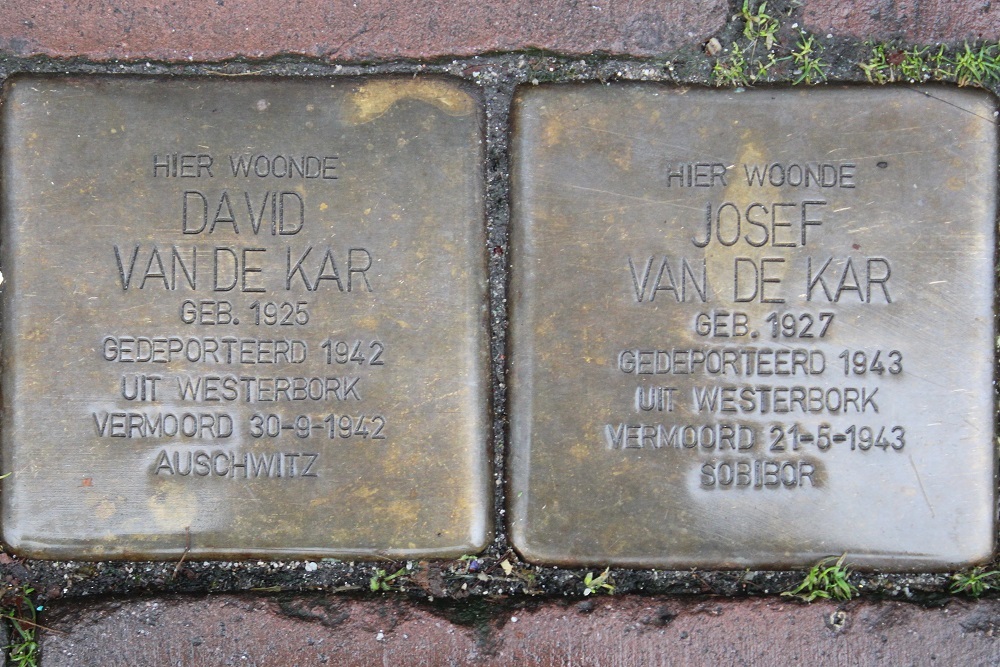 HIER WOONDE
DAVID
VAN DE KAR
GEB. 1925
GEDEPORTEERD 1942
UIT WESTERBORK
VERMOORD 30-9-1942
AUSCHWITZ
HIER WOONDE
JOSEF
VAN DE KAR
GEB. 1927
GEDEPORTEERD 1943
UIT WESTERBORK
VERMOORD 21-5-1943
SOBIBOR